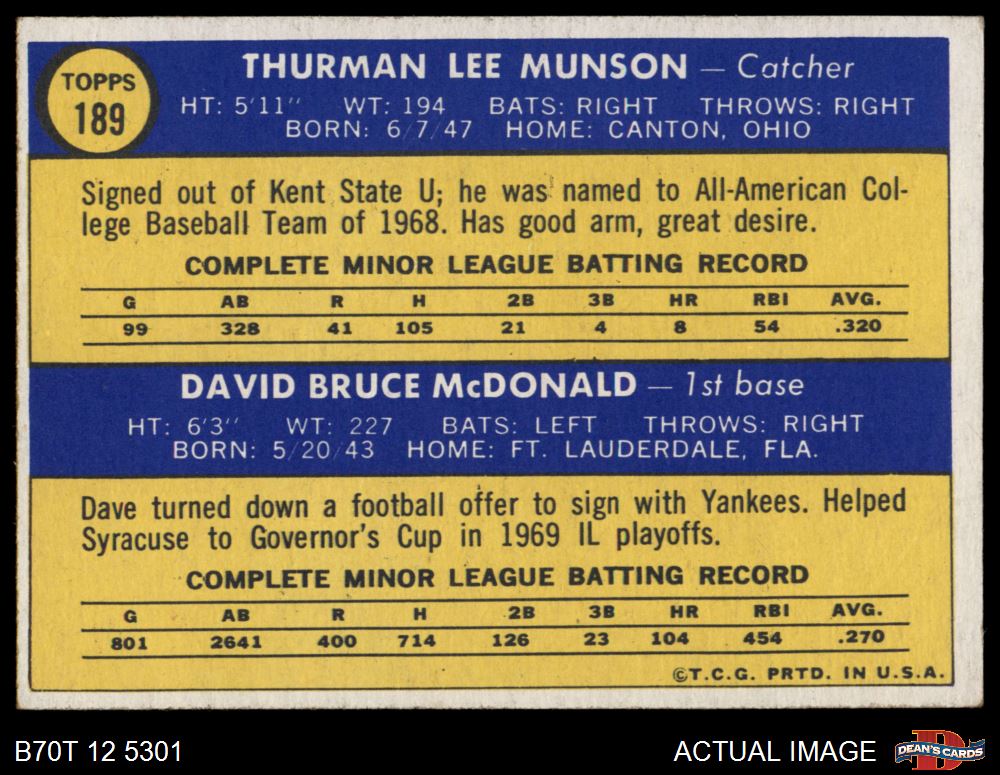 TOPPS
189
THURMAN LEE MUNSON — Catcher
HT: 5'11" WT: 194 BATS: RIGHT THROWS: RIGHT
BORN: 6/7/47 HOME: CANTON, OHIO
Signed out of Kent State U; he was named to All-American Col-
lege Baseball Team of 1968. Has good arm, great desire.
COMPLETE MINOR LEAGUE BATTING RECORD
G AB R H 2B 3B HR RBI AVG.
99 328 41 105 21 4 8 54 .320
DAVID BRUCE McDONALD — 1st base
HT: 6'3" WT: 227 BATS: LEFT THROWS: RIGHT
BORN: 5/20/43 HOME: FT. LAUDERDALE, FLA.
Dave turned down a football offer to sign with Yankees. Helped
Syracuse to Governor's Cup in 1969 IL playoffs.
COMPLETE MINOR LEAGUE BATTING RECORD
G AB R H 2B 3B HR RBI AVG.
801 2641 400 714 126 23 104 454 .270
©T.C.G. PRTD. IN U.S.A.
B70T 12 5301 ACTUAL IMAGE DEAN'S CARDS